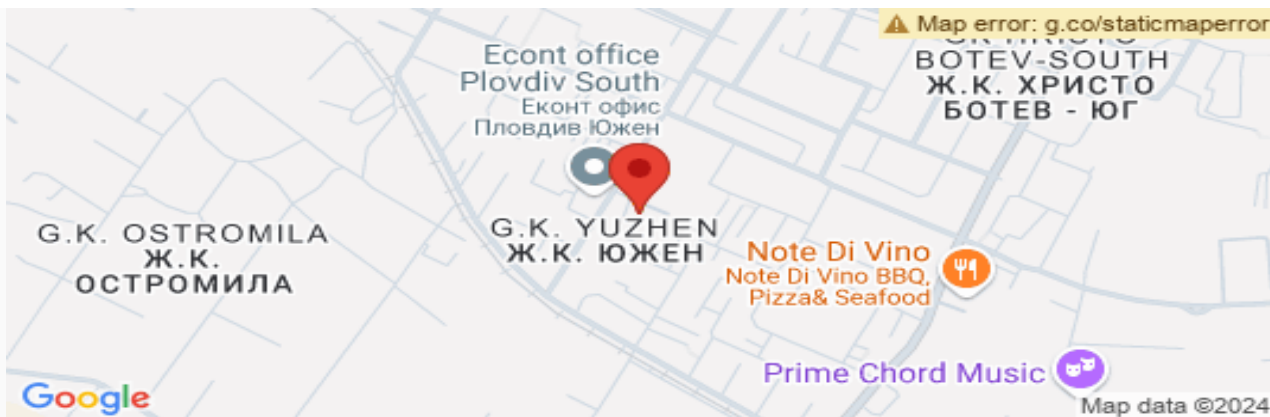 Map error: g.co/staticmaperror
BOTEV-SOUTH
Ж.К. ХРИСТО
БОТЕВ - ЮГ
Econt office
Plovdiv South
Еконт офис
Пловдив Южен
G.K. OSTROMILA
Ж.К.
ОСТРОМИЛА
G.K. YUZHEN
Ж.К. ЮЖЕН
Note Di Vino
Note Di Vino BBQ,
Pizza& Seafood
Prime Chord Music
Google
Map data ©2024